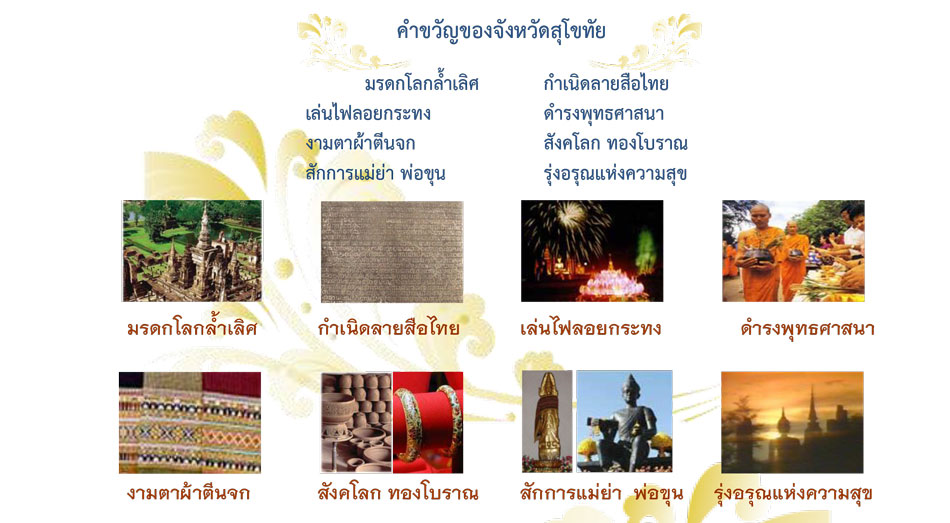 คำขวัญของจังหวัดสุโขทัย
มรดกโลกล้ำเลิศ กำเนิดลายสือไทย
เล่นไฟลอยกระทง ดำรงพุทธศาสนา
งามตาผ้าตีนจก สังคโลก ทองโบราณ
สักการแม่ย่า พ่อขุน รุ่งอรุณแห่งความสุข
มรดกโลกล้ำเลิศ กำเนิดลายสือไทย เล่นไฟลอยกระทง ดำรงพุทธศาสนา
งามตาผ้าตีนจก สังคโลก ทองโบราณ สักการแม่ย่า พ่อขุน รุ่งอรุณแห่งความสุข